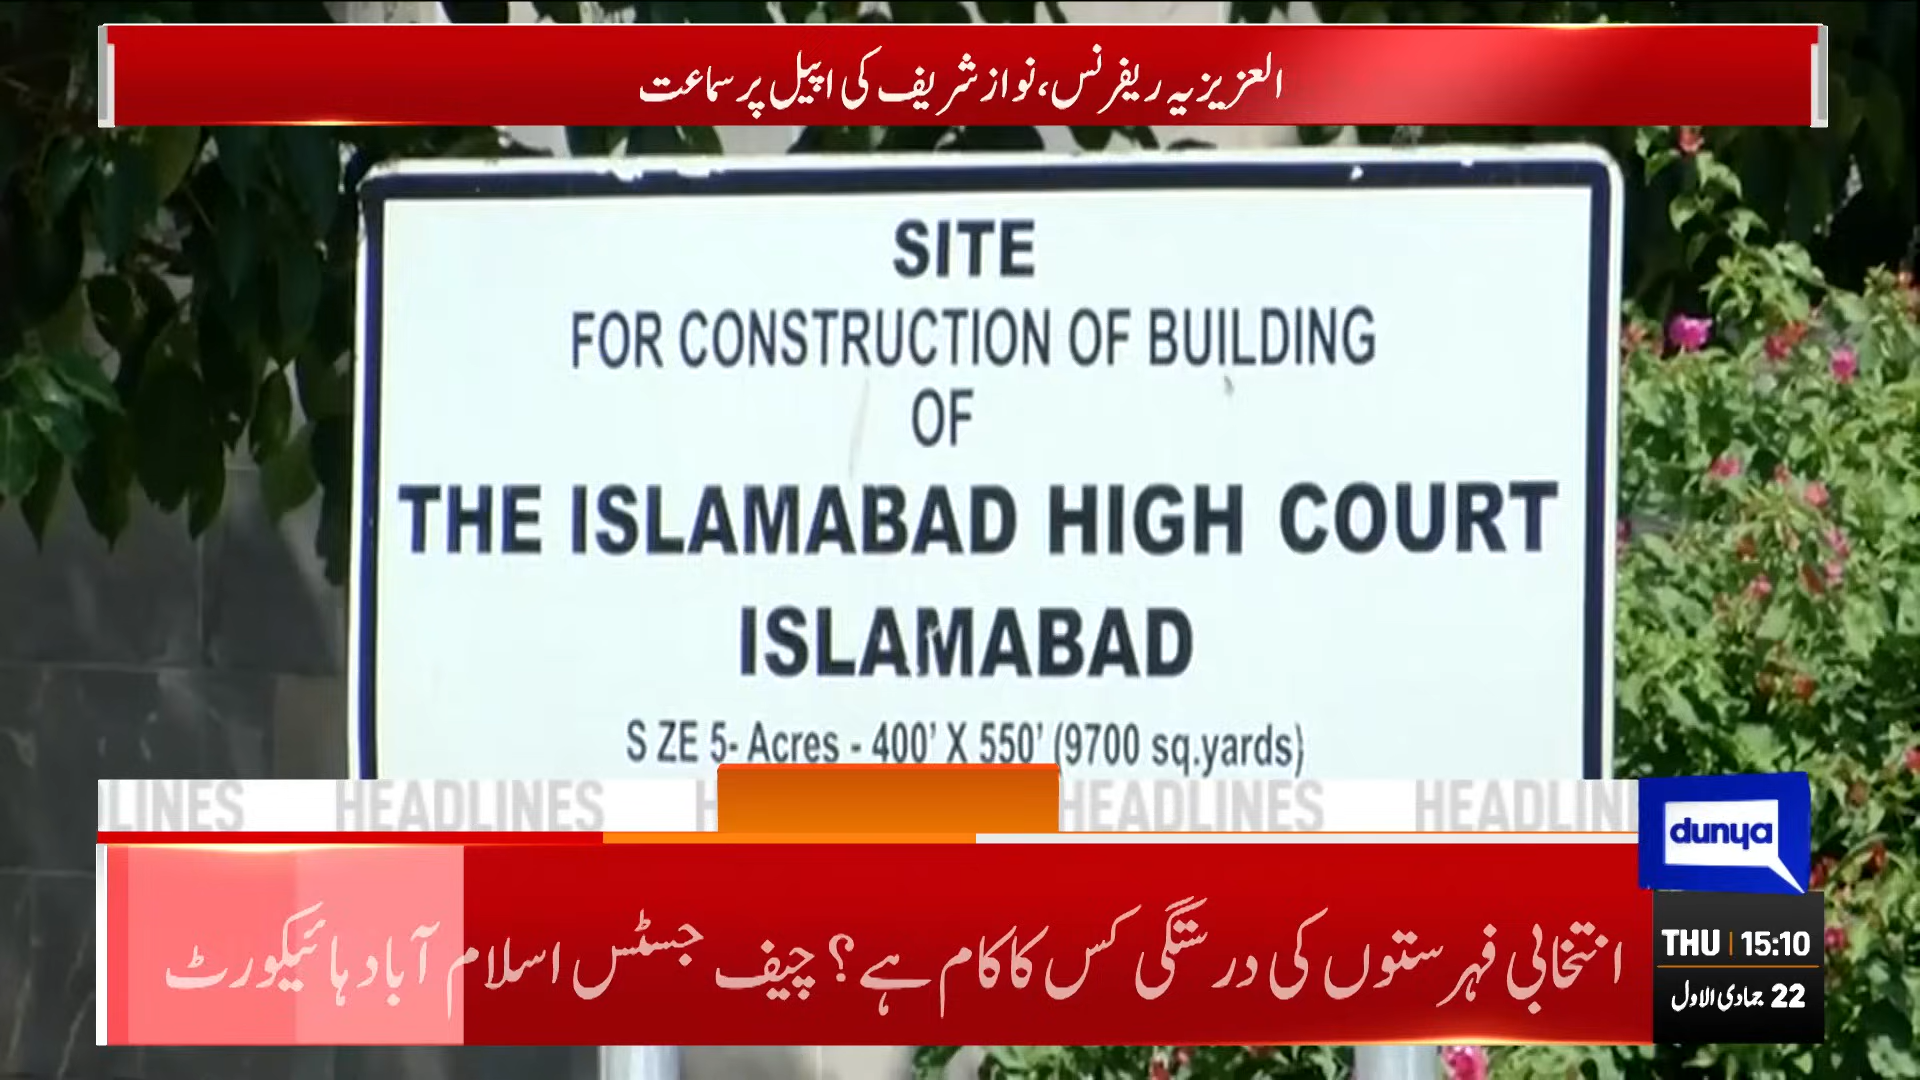 العزیزیہ ریفرنس، نواز شریف کی اپیل پر سماعت
SITE
FOR CONSTRUCTION OF BUILDING
OF
THE ISLAMABAD HIGH COURT
ISLAMABAD
S ZE 5- Acres - 400' X 550' (9700 sq.yards)
LINES HEADLINES H HEADLINES HEADLIN
dunya
انتخابی فہرستوں کی درستگی کس کا کام ہے؟ چیف جسٹس اسلام آباد ہائیکورٹ
THU | 15:10
22 جمادی الاول